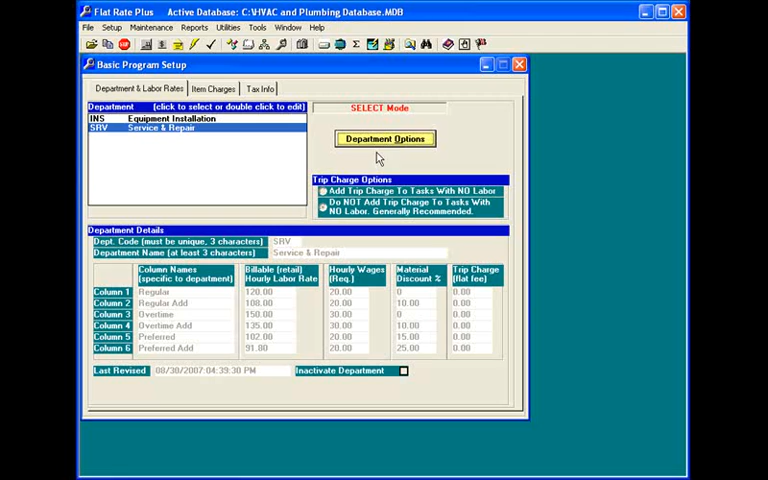 Flat Rate Plus Active Database: C:\HVAC and Plumbing Database.MDB
File Setup Maintenance Reports Utilities Tools Window Help
Basic Program Setup
Department & Labor Rates Item Charges Tax Info
Department (click to select or double click to edit)
INS Equipment Installation
SRV Service & Repair
SELECT Mode
Department Options
Trip Charge Options
Add Trip Charge To Tasks With NO Labor
Do NOT Add Trip Charge To Tasks With
NO Labor. Generally Recommended.
Department Details
Dept. Code (must be unique, 3 characters) SRV
Department Name (at least 3 characters) Service & Repair
Column Names Billable (retail) Hourly Wages Material Trip Charge
(specific to department) Hourly Labor Rate (Req.) Discount % (flat fee)
Column 1 Regular 120.00 20.00 0 0.00
Column 2 Regular Add 108.00 20.00 10.00 0.00
Column 3 Overtime 150.00 30.00 0 0.00
Column 4 Overtime Add 135.00 30.00 10.00 0.00
Column 5 Preferred 102.00 20.00 15.00 0.00
Column 6 Preferred Add 91.00 20.00 25.00 0.00
Last Revised 08/30/2007:04:39:30 PM Inactivate Department